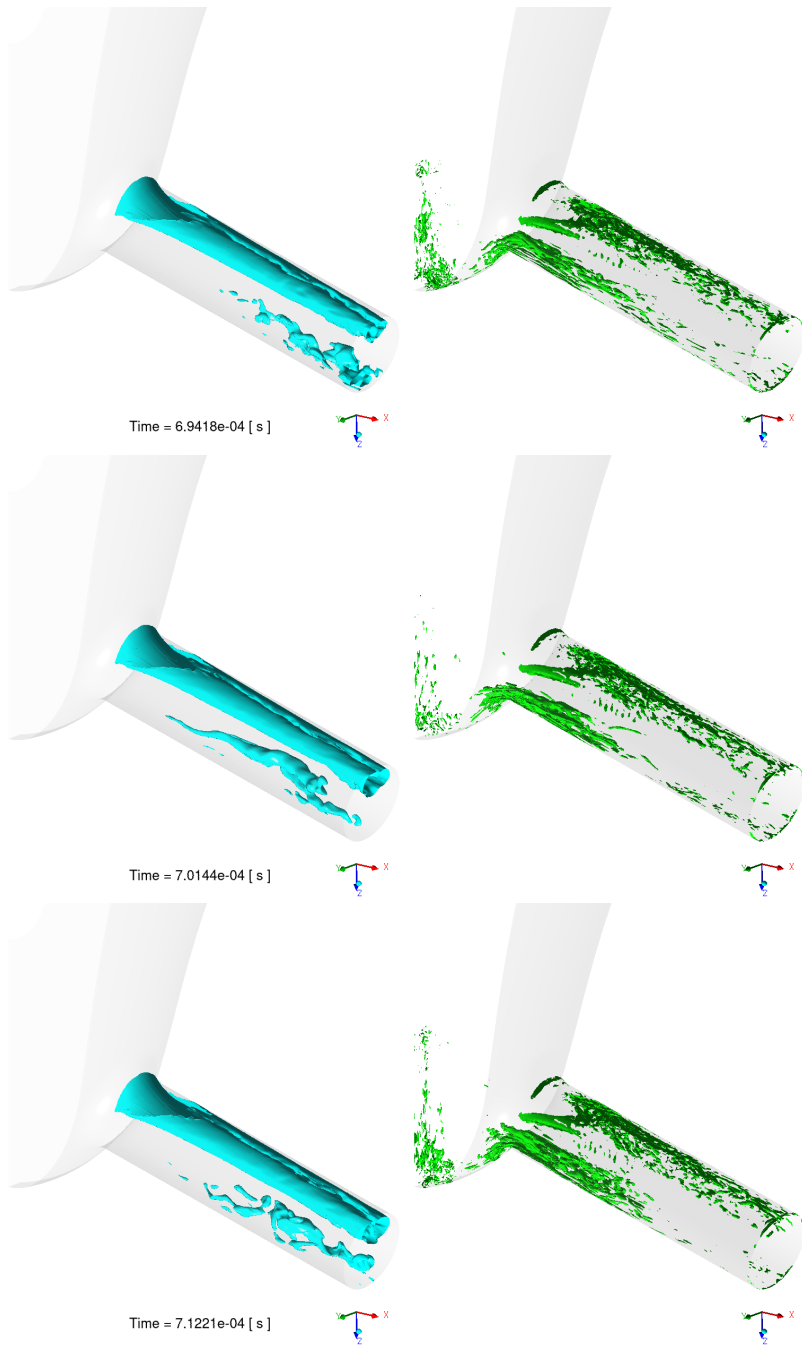 Y X
Z
Y X
Z
Time = 6.9418e-04 [ s ]
Y X
Z
Y X
Z
Time = 7.0144e-04 [ s ]
Y X
Z
Y X
Z
Time = 7.1221e-04 [ s ]